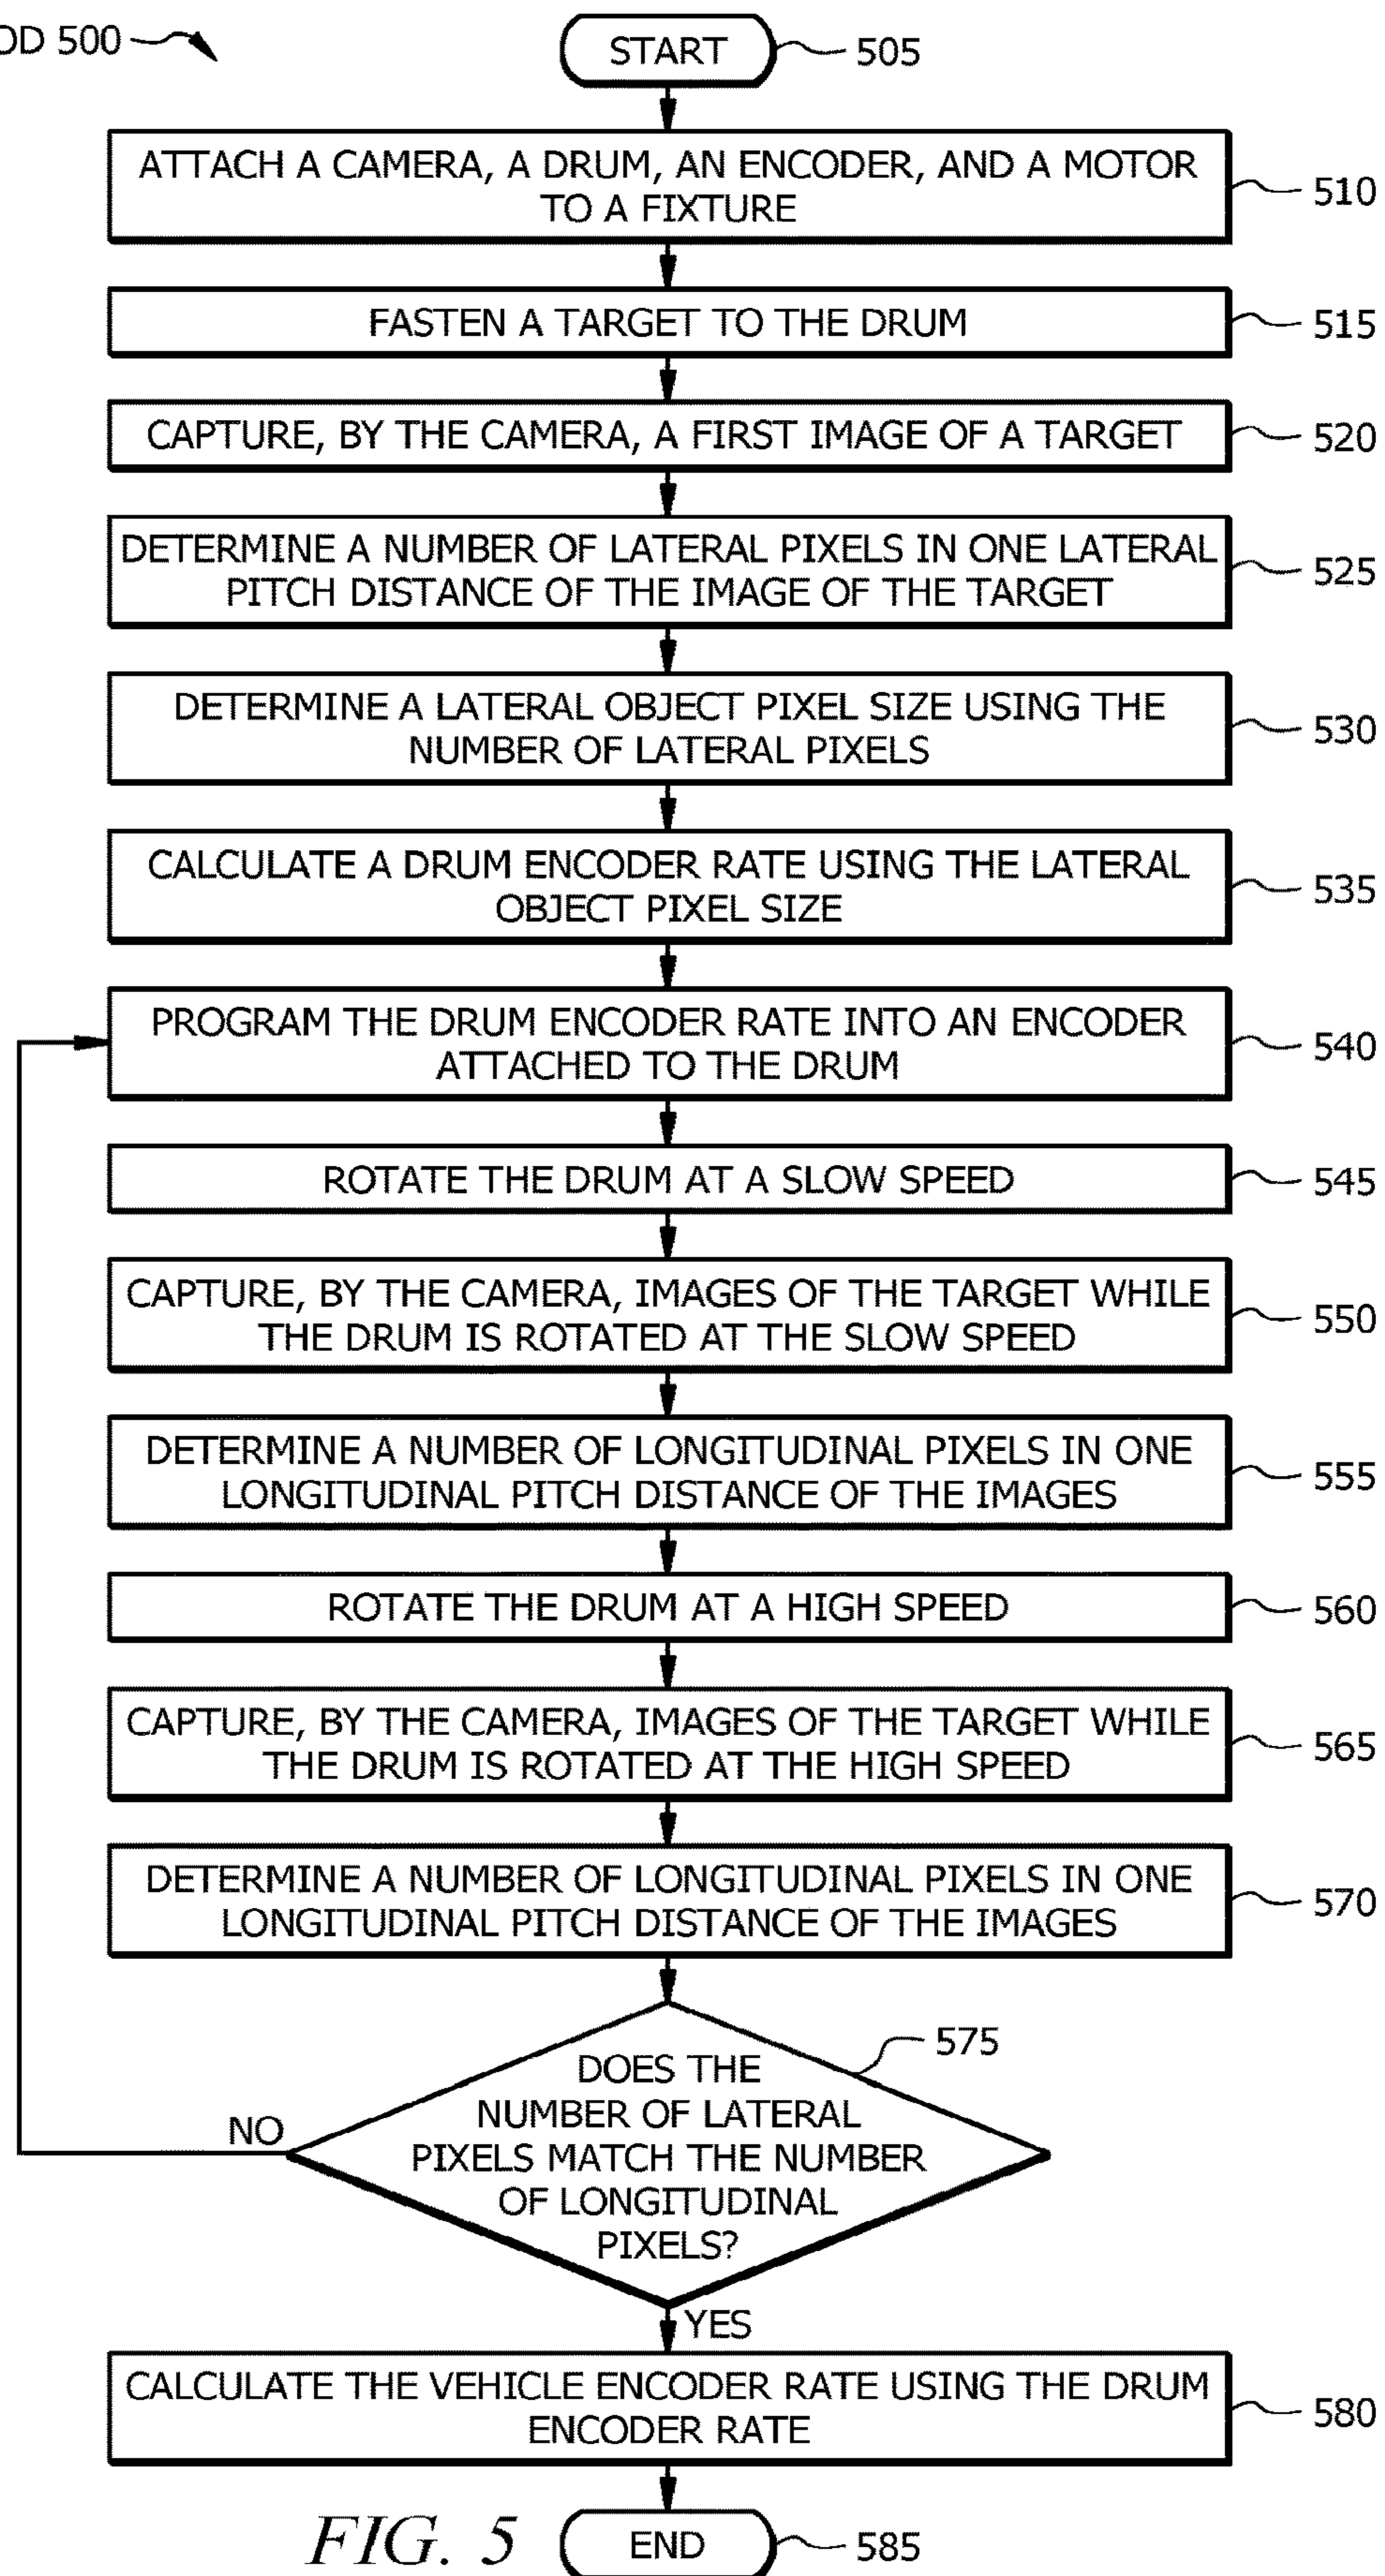 OD 500
START
505
ATTACH A CAMERA, A DRUM, AN ENCODER, AND A MOTOR
TO A FIXTURE
510
FASTEN A TARGET TO THE DRUM
515
CAPTURE, BY THE CAMERA, A FIRST IMAGE OF A TARGET
520
DETERMINE A NUMBER OF LATERAL PIXELS IN ONE LATERAL
PITCH DISTANCE OF THE IMAGE OF THE TARGET
525
DETERMINE A LATERAL OBJECT PIXEL SIZE USING THE
NUMBER OF LATERAL PIXELS
530
CALCULATE A DRUM ENCODER RATE USING THE LATERAL
OBJECT PIXEL SIZE
535
PROGRAM THE DRUM ENCODER RATE INTO AN ENCODER
ATTACHED TO THE DRUM
540
ROTATE THE DRUM AT A SLOW SPEED
545
CAPTURE, BY THE CAMERA, IMAGES OF THE TARGET WHILE
THE DRUM IS ROTATED AT THE SLOW SPEED
550
DETERMINE A NUMBER OF LONGITUDINAL PIXELS IN ONE
LONGITUDINAL PITCH DISTANCE OF THE IMAGES
555
ROTATE THE DRUM AT A HIGH SPEED
560
CAPTURE, BY THE CAMERA, IMAGES OF THE TARGET WHILE
THE DRUM IS ROTATED AT THE HIGH SPEED
565
DETERMINE A NUMBER OF LONGITUDINAL PIXELS IN ONE
LONGITUDINAL PITCH DISTANCE OF THE IMAGES
570
575
DOES THE
NUMBER OF LATERAL
PIXELS MATCH THE NUMBER
OF LONGITUDINAL
PIXELS?
NO
YES
CALCULATE THE VEHICLE ENCODER RATE USING THE DRUM
ENCODER RATE
580
FIG. 5
END
585